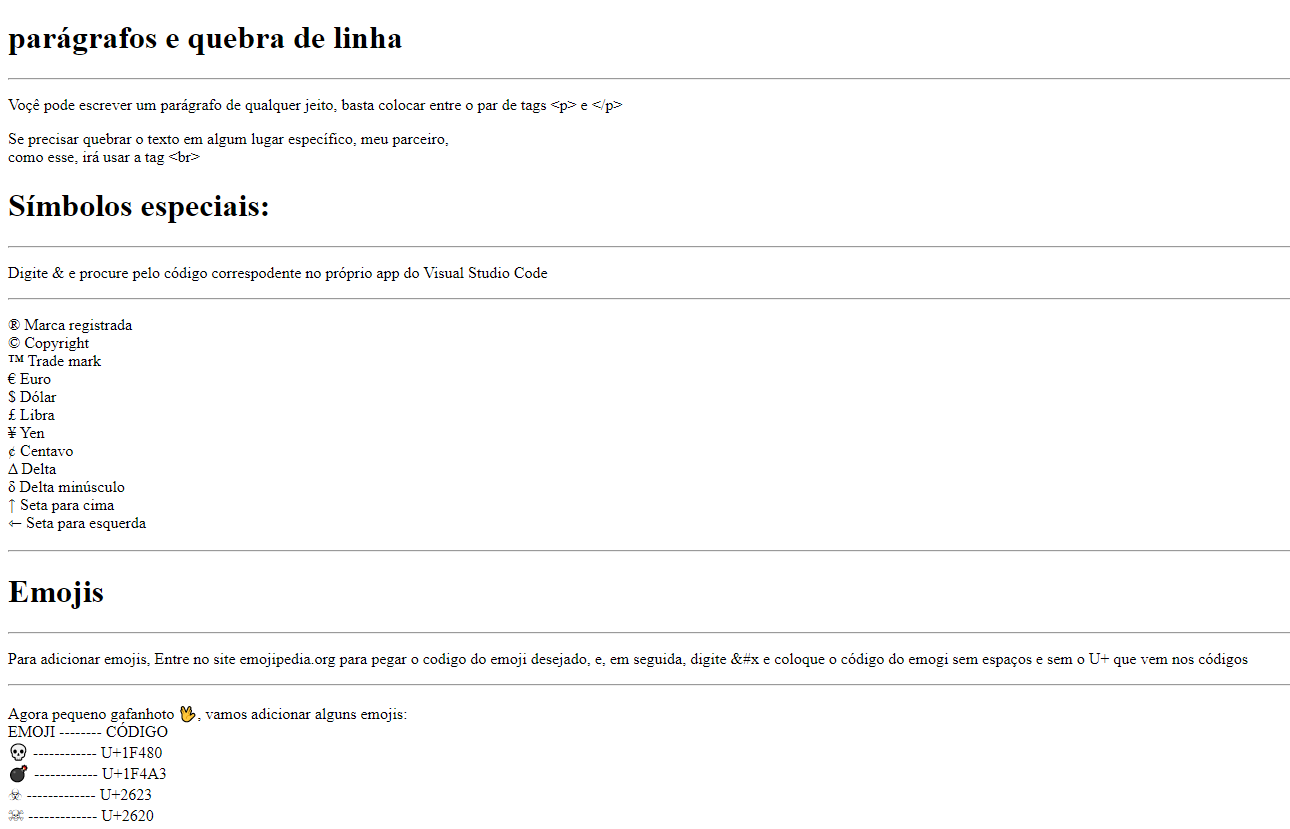 parágrafos e quebra de linha
Voçê pode escrever um parágrafo de qualquer jeito, basta colocar entre o par de tags <p> e </p>
Se precisar quebrar o texto em algum lugar específico, meu parceiro,
como esse, irá usar a tag <br>
Símbolos especiais:
Digite & e procure pelo código correspodente no próprio app do Visual Studio Code
® Marca registrada
© Copyright
™ Trade mark
€ Euro
$ Dólar
£ Libra
¥ Yen
¢ Centavo
Δ Delta
δ Delta minúsculo
↑ Seta para cima
← Seta para esquerda
Emojis
Para adicionar emojis, Entre no site emojipedia.org para pegar o codigo do emoji desejado, e, em seguida, digite &#x e coloque o código do emogi sem espaços e sem o U+ que vem nos códigos
Agora pequeno gafanhoto 🖖, vamos adicionar alguns emojis:
EMOJI -------- CÓDIGO
💀 ------------ U+1F480
💣 ------------ U+1F4A3
☣ ------------- U+2623
☠ ------------- U+2620